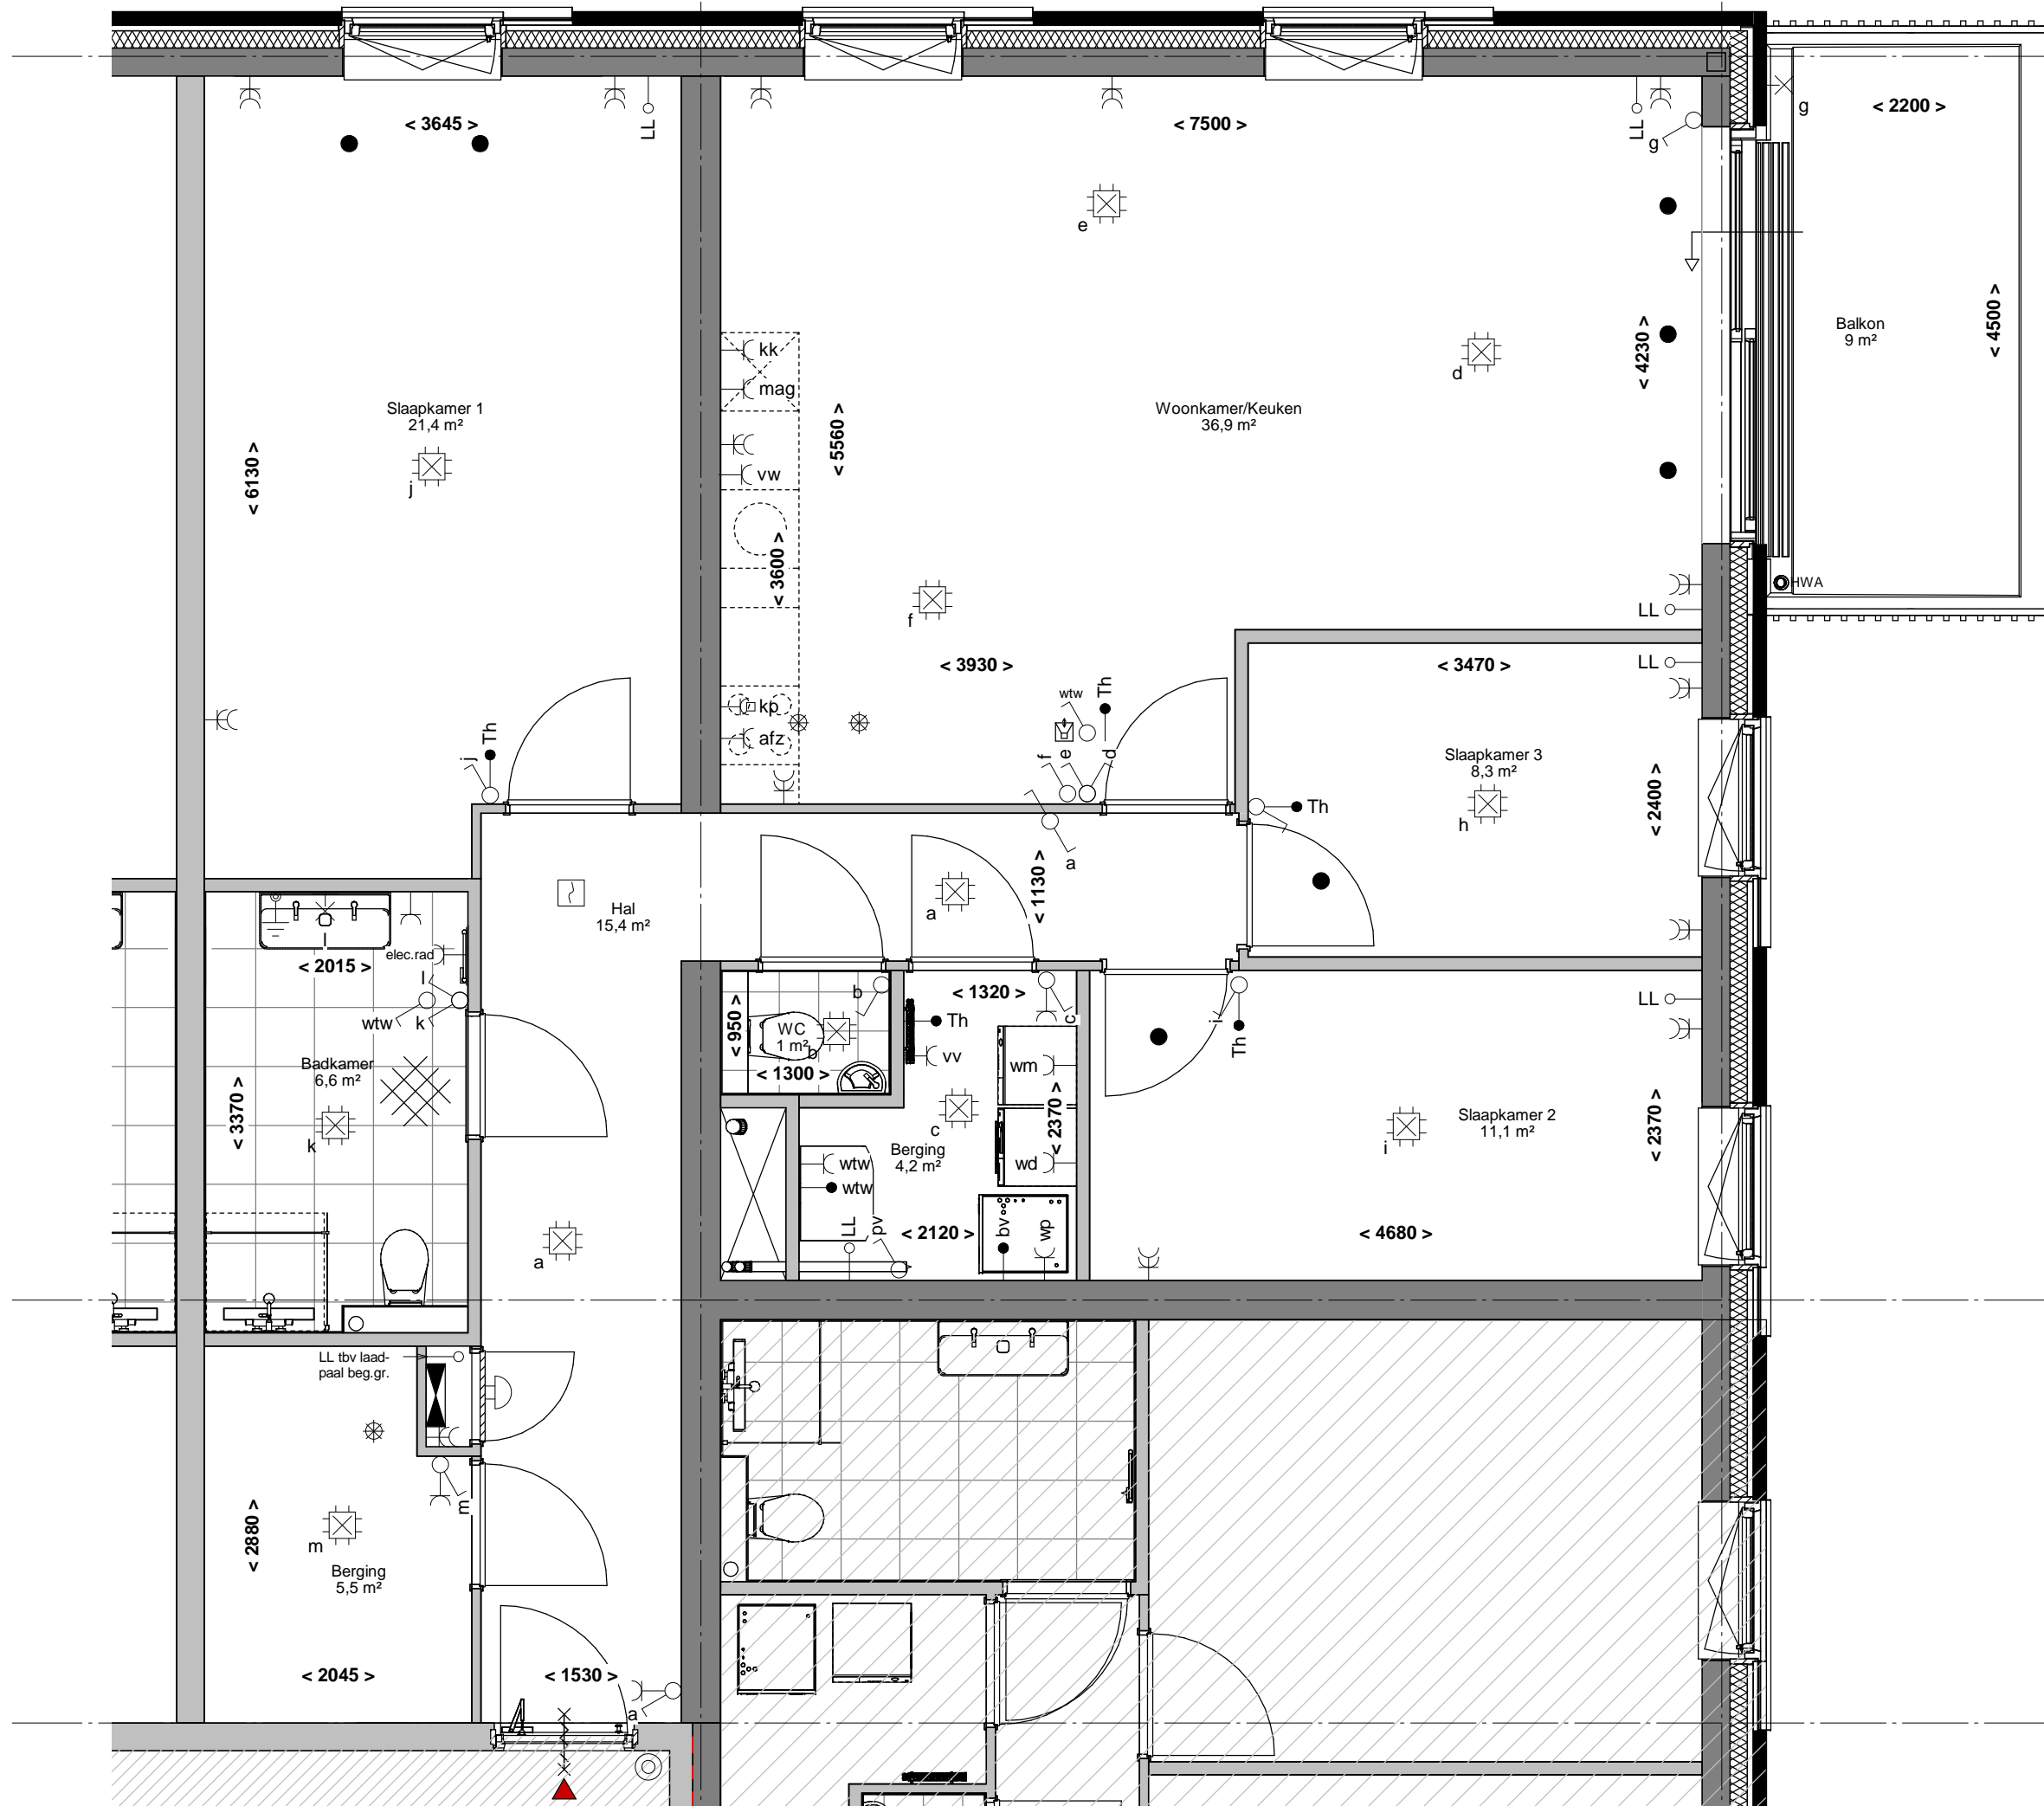 < 3645 >
LL
< 7500 >
LL
g
g
< 2200 >
e
kk
mag
d
< 4230 >
Balkon
9 m²
< 4500 >
Slaapkamer 1
21,4 m²
j
< 6130 >
< 5560 >
vw
Woonkamer/Keuken
36,9 m²
< 3600 >
f
HWA
LL
< 3930 >
< 3470 >
LL
kp
afz
wtw
Th
f
e
d
j
Th
Slaapkamer 3
8,3 m²
h
< 2400 >
Th
a
< 1130 >
a
Hal
15,4 m²
l
< 2015 >
elec.rad
l
wtw
k
Badkamer
6,6 m²
< 3370 >
k
< 950 >
WC
1 m²
b
b
< 1300 >
< 1320 >
Th
vv
c
wm
< 2370 >
c
Berging
4,2 m²
wd
wtw
wtw
LL
pv
< 2120 >
bv
wp
i
Th
LL
Slaapkamer 2
11,1 m²
i
< 2370 >
< 4680 >
a
LL tbv laad-
paal beg.gr.
m
m
< 2880 >
Berging
5,5 m²
< 2045 >
< 1530 >
a